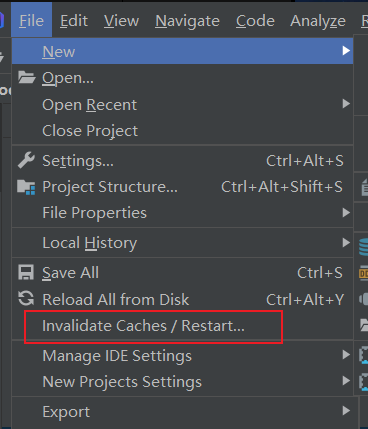 File Edit View Navigate Code Analyze
New
Open...
Open Recent
Close Project
Settings... Ctrl+Alt+S
Project Structure... Ctrl+Alt+Shift+S
File Properties
Local History
Save All Ctrl+S
Reload All from Disk Ctrl+Alt+Y
Invalidate Caches / Restart...
Manage IDE Settings
New Projects Settings
Export